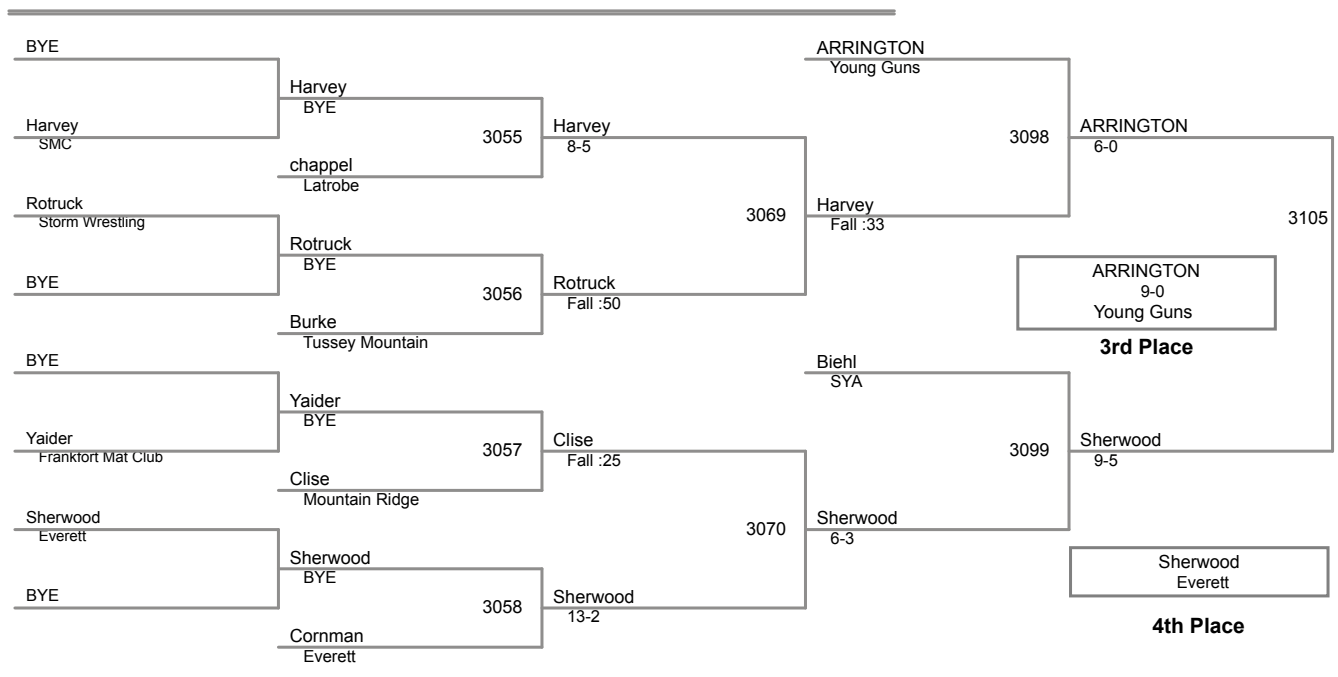 BYE
Harvey
SMC
Rotruck
Storm Wrestling
BYE
BYE
Yaider
Frankfort Mat Club
Sherwood
Everett
BYE
Harvey
BYE
3055
chappel
Latrobe
Rotruck
BYE
3056
Burke
Tussey Mountain
Yaider
BYE
3057
Clise
Mountain Ridge
Sherwood
BYE
3058
Cornman
Everett
Harvey
8-5
3069
Rotruck
Fall :50
Clise
Fall :25
3070
Sherwood
13-2
ARRINGTON
Young Guns
3098
Harvey
Fall :33
Biehl
SYA
3099
Sherwood
6-3
ARRINGTON
6-0
3105
Sherwood
9-5
ARRINGTON
9-0
Young Guns
3rd Place
Sherwood
Everett
4th Place